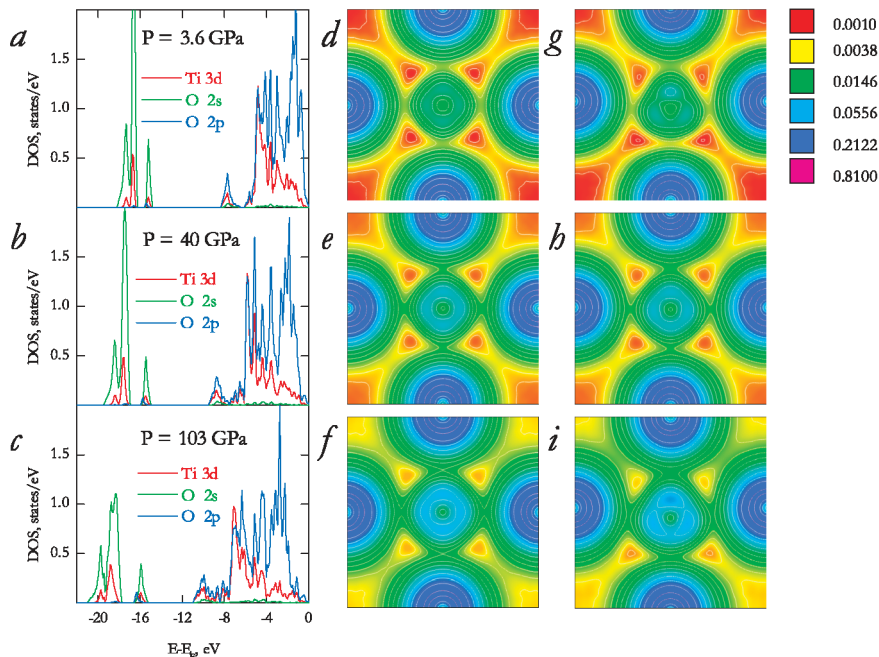 a
P = 3.6 GPa
Ti 3d
O 2s
O 2p
DOS, states/eV
1.5
1.0
0.5
b
P = 40 GPa
Ti 3d
O 2s
O 2p
DOS, states/eV
1.5
1.0
0.5
c
P = 103 GPa
Ti 3d
O 2s
O 2p
DOS, states/eV
1.5
1.0
0.5
-20
-16
-12
-8
-4
0
d
e
f
g
h
i
0.0010
0.0038
0.0146
0.0556
0.2122
0.8100